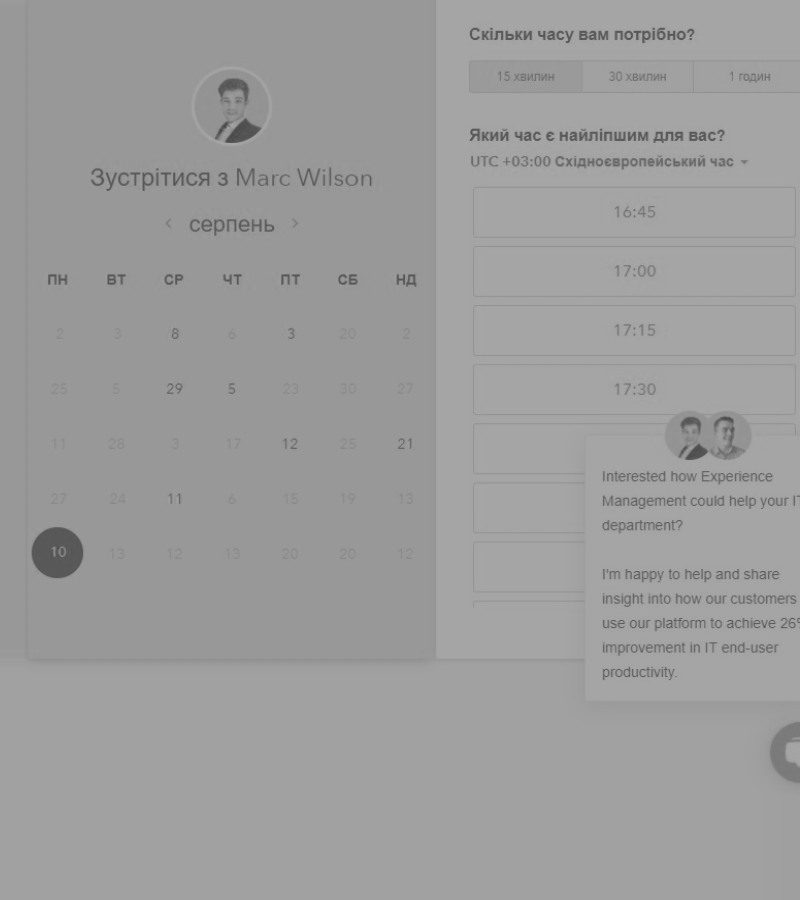 Зустрітися з Marc Wilson
серпень
ПН ВТ СР ЧТ ПТ СБ НД
2 3 8 6 3 20 2
25 5 29 5 23 30 27
11 28 3 17 12 25 21
27 24 11 6 15 19 13
10 13 12 13 20 20 12
Скільки часу вам потрібно?
15 хвилин 30 хвилин 1 годин
Який час є найліпшим для вас?
UTC +03:00 Східноєвропейський час
16:45
17:00
17:15
17:30
Interested how Experience
Management could help your IT
department?
I'm happy to help and share
insight into how our customers
use our platform to achieve 26%
improvement in IT end-user
productivity.